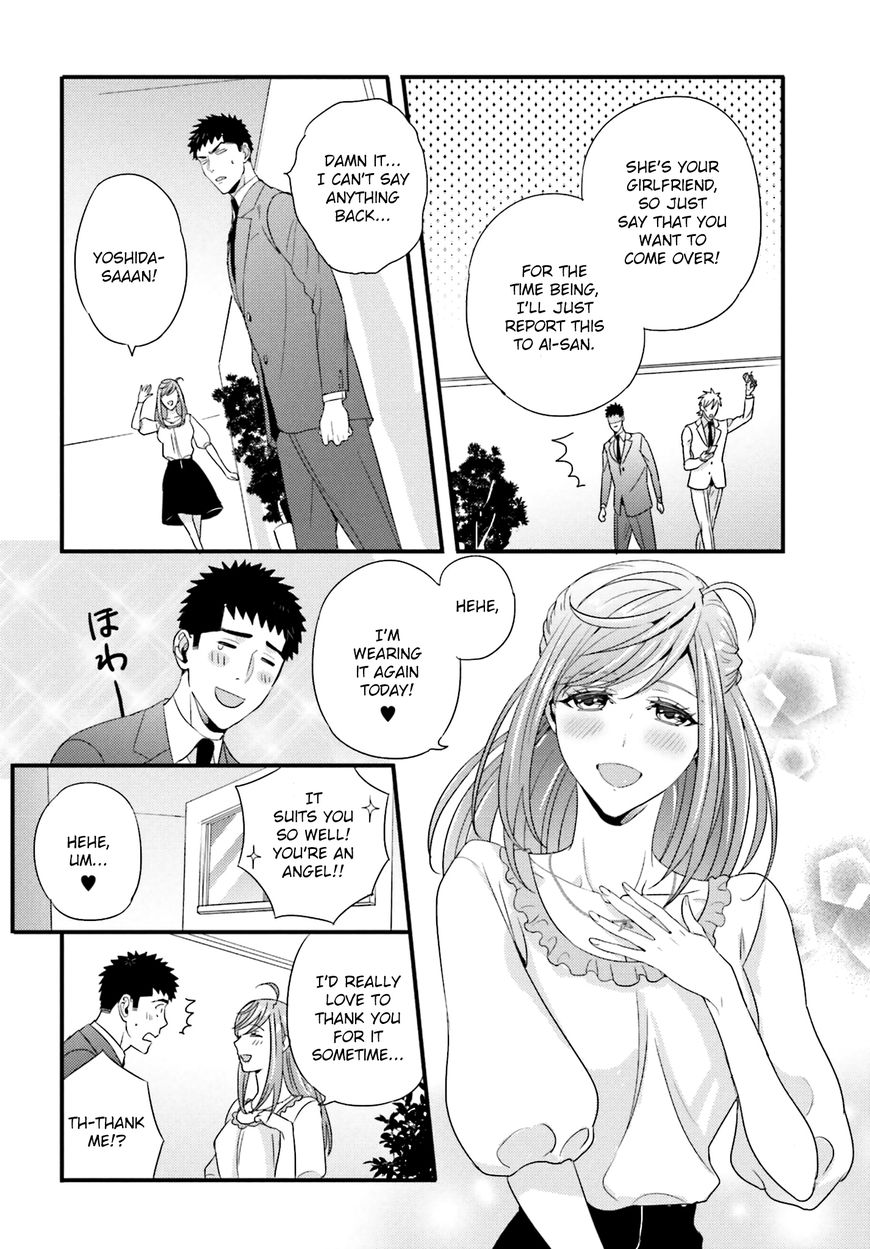 SHE'S YOUR
GIRLFRIEND,
SO JUST
SAY THAT YOU
WANT TO
COME OVER!
FOR THE
TIME BEING,
I'LL JUST
REPORT THIS
TO AI-SAN.
DAMN IT...
I CAN'T SAY
ANYTHING
BACK...
YOSHIDA-
SAAAN!
HEHE,
I'M
WEARING
IT AGAIN
TODAY!
♥
ほわー
IT
SUITS YOU
SO WELL!
YOU'RE AN
ANGEL!!
HEHE,
UM...
♥
I'D REALLY
LOVE TO
THANK YOU
FOR IT
SOMETIME...
TH-THANK
ME!?